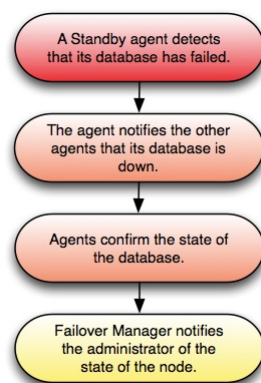 A Standby agent detects
that its database has failed.
The agent notifies the other
agents that its database is
down.
Agents confirm the state of
the database.
Failover Manager notifies
the administrator of the
state of the node.